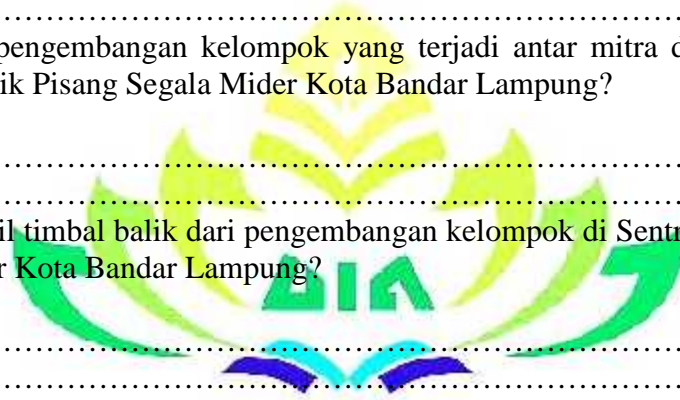 ……………………………………………………………
pengembangan kelompok yang terjadi antar mitra d
ik Pisang Segala Mider Kota Bandar Lampung?
……………………………………………………………
……………………………………………………………
il timbal balik dari pengembangan kelompok di Sentr
r Kota Bandar Lampung?
……………………………………………………………
……………………………………………………………